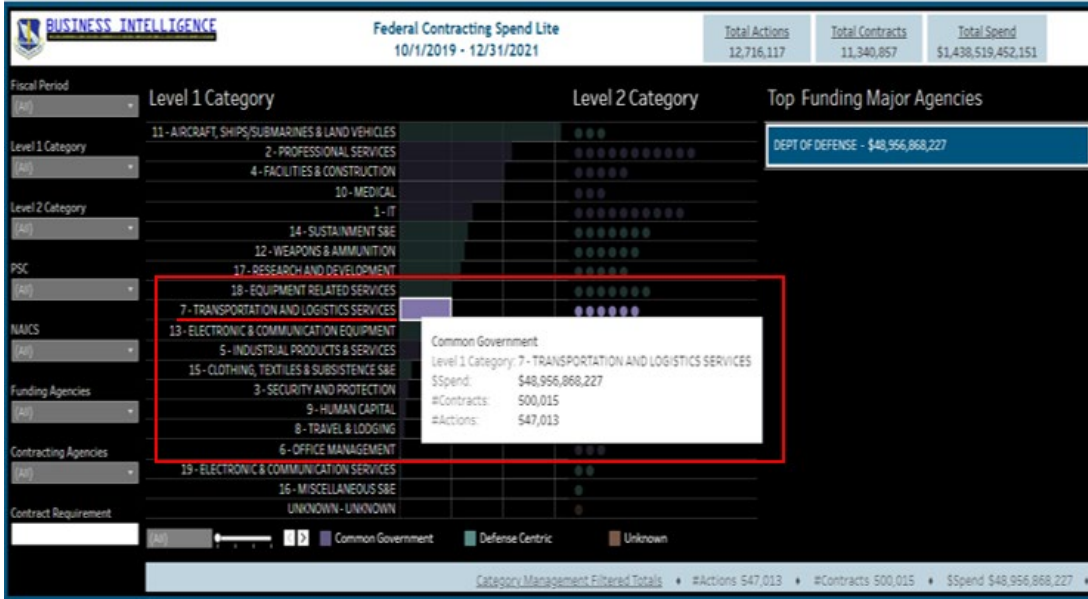 BUSINESS INTELLIGENCE
Federal Contracting Spend Lite
10/1/2019 - 12/31/2021
Total Actions
12,716,117
Total Contracts
11,340,857
Total Spend
$1,438,519,452,151
Fiscal Period
(All)
Level 1 Category
(All)
Level 2 Category
(All)
PSC
(All)
NAICS
(All)
Funding Agencies
(All)
Contracting Agencies
(All)
Contract Requirement
Level 1 Category
Level 2 Category
Top Funding Major Agencies
11 - AIRCRAFT, SHIPS/SUBMARINES & LAND VEHICLES
2 - PROFESSIONAL SERVICES
4 - FACILITIES & CONSTRUCTION
10 - MEDICAL
1 - IT
14 - SUSTAINMENT S&E
12 - WEAPONS & AMMUNITION
17 - RESEARCH AND DEVELOPMENT
18 - EQUIPMENT RELATED SERVICES
7 - TRANSPORTATION AND LOGISTICS SERVICES
13 - ELECTRONIC & COMMUNICATION EQUIPMENT
5 - INDUSTRIAL PRODUCTS & SERVICES
15 - CLOTHING, TEXTILES & SUBSISTENCE S&E
3 - SECURITY AND PROTECTION
9 - HUMAN CAPITAL
8 - TRAVEL & LODGING
6 - OFFICE MANAGEMENT
19 - ELECTRONIC & COMMUNICATION SERVICES
16 - MISCELLANEOUS S&E
UNKNOWN - UNKNOWN
DEPT OF DEFENSE - $48,956,868,227
Common Government
Level 1 Category: 7 - TRANSPORTATION AND LOGISTICS SERVICES
$Spend: $48,956,868,227
#Contracts: 500,015
#Actions: 547,013
(All)
Common Government
Defense Centric
Unknown
Category Management Filtered Totals ♦ #Actions 547,013 ♦ #Contracts 500,015 ♦ $Spend $48,956,868,227 ♦